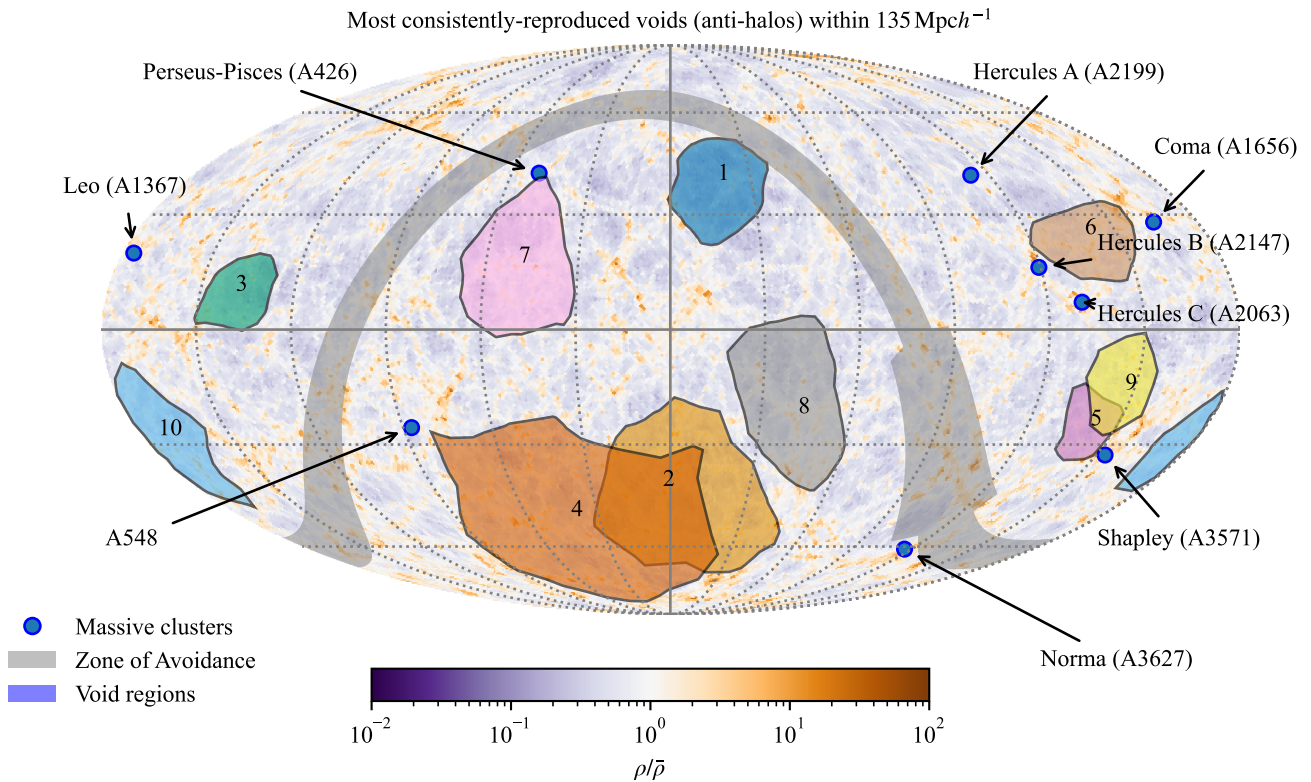 Most consistently-reproduced voids (anti-halos) within 135 Mpch⁻¹
Perseus-Pisces (A426)
Hercules A (A2199)
Coma (A1656)
Leo (A1367)
1
6
Hercules B (A2147)
7
3
Hercules C (A2063)
9
8
5
10
2
4
A548
Shapley (A3571)
Norma (A3627)
Massive clusters
Zone of Avoidance
Void regions
10⁻² 10⁻¹ 10⁰ 10¹ 10²
ρ/ρ̄